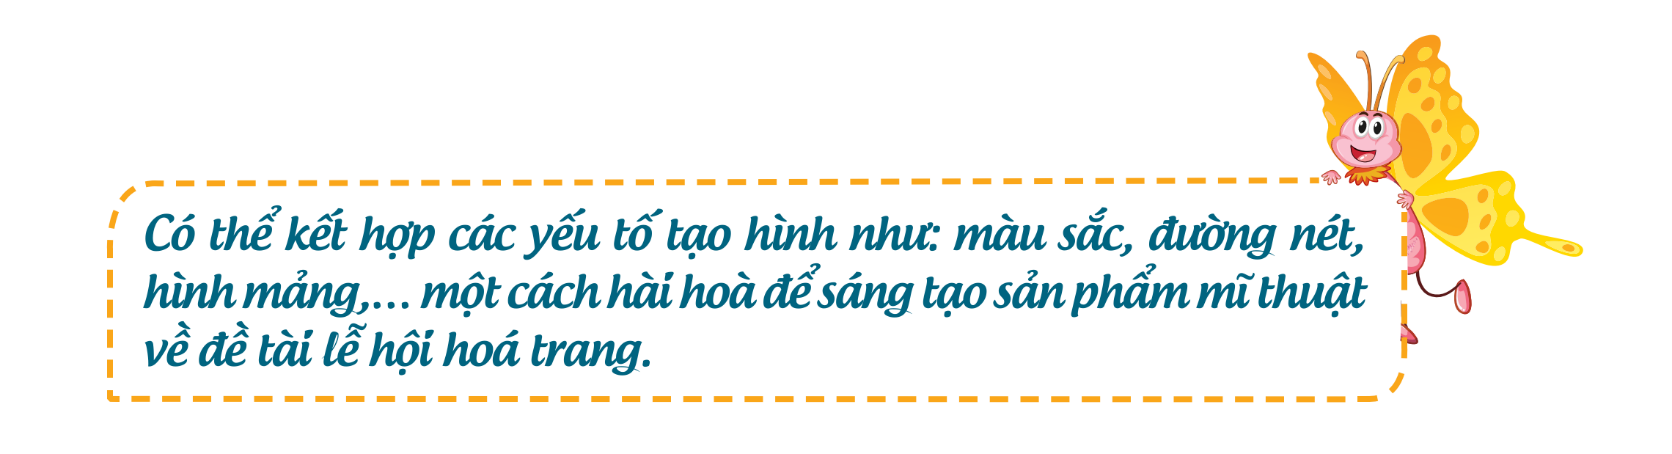 Có thể kết hợp các yếu tố tạo hình như: màu sắc, đường nét,
hình mảng,... một cách hài hoà để sáng tạo sản phẩm mĩ thuật
về đề tài lễ hội hoá trang.